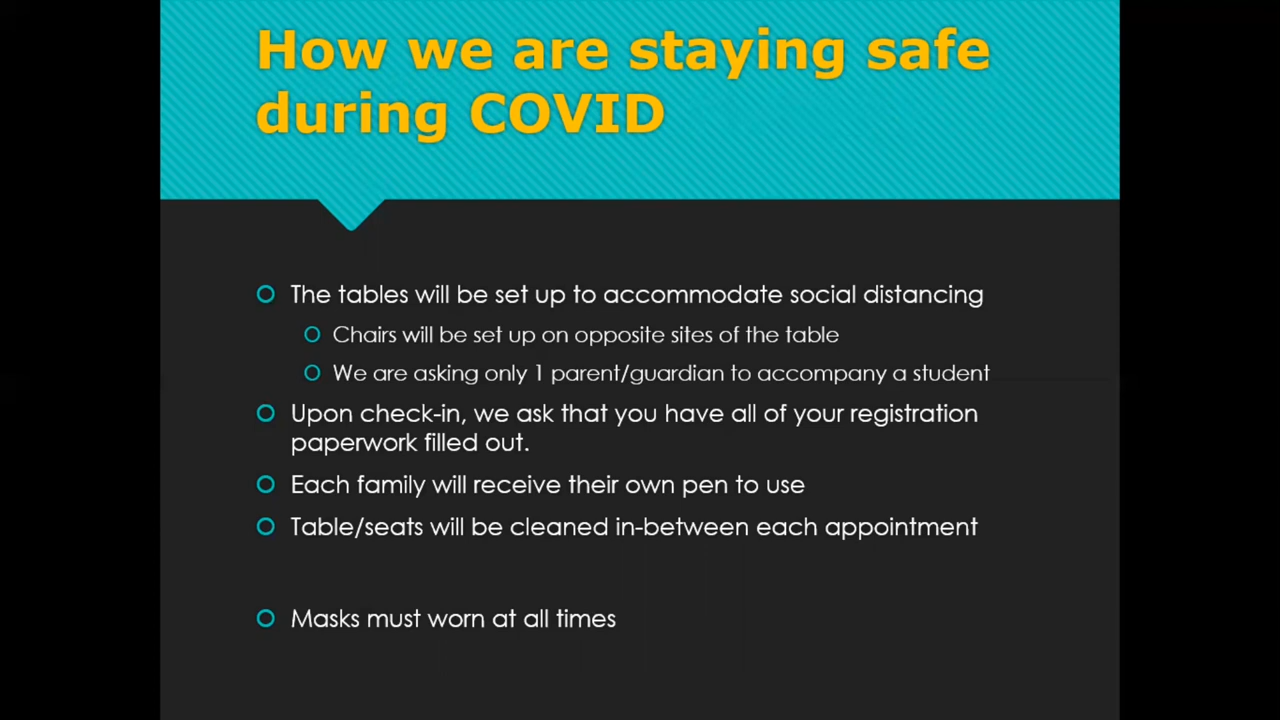 How we are staying safe
during COVID
The tables will be set up to accommodate social distancing
Chairs will be set up on opposite sites of the table
We are asking only 1 parent/guardian to accompany a student
Upon check-in, we ask that you have all of your registration
paperwork filled out.
Each family will receive their own pen to use
Table/seats will be cleaned in-between each appointment
Masks must worn at all times